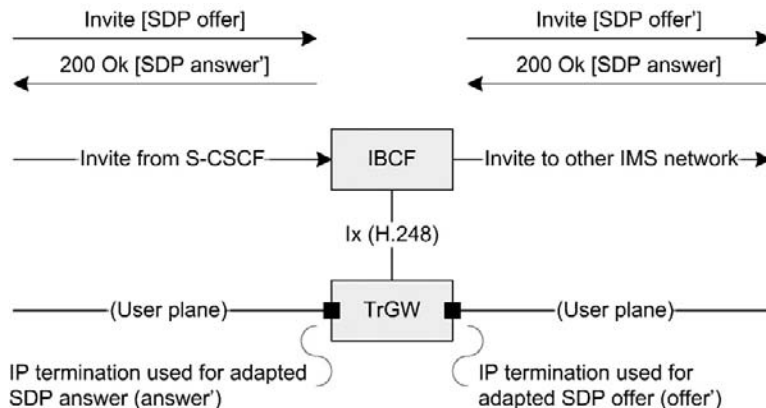 Invite [SDP offer]
Invite [SDP offer']
200 Ok [SDP answer']
200 Ok [SDP answer]
Invite from S-CSCF
IBCF
Invite to other IMS network
Ix (H.248)
(User plane)
TrGW
(User plane)
IP termination used for adapted
SDP answer (answer')
IP termination used for
adapted SDP offer (offer')